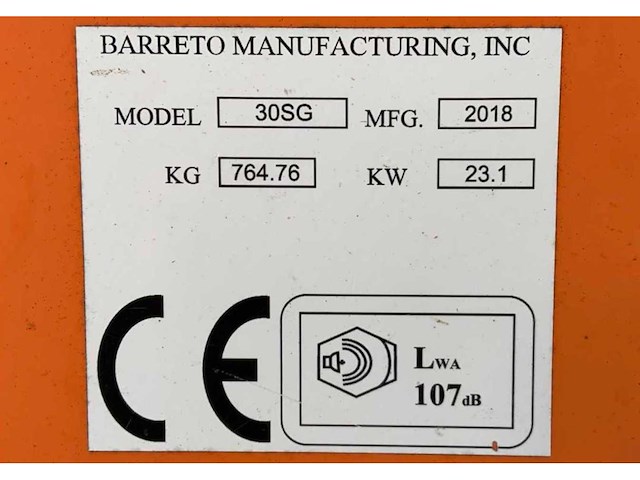 BARRETO MANUFACTURING, INC
MODEL 30SG MFG. 2018
KG 764.76 KW 23.1
CE
LWA
107dB